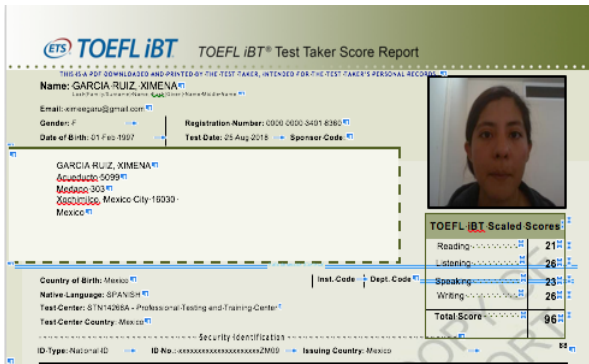 ETS TOEFL iBT TOEFL iBT® Test Taker Score Report
THIS IS A PDF DOWNLOADED AND PRINTED BY THE TEST TAKER, INTENDED FOR THE TEST TAKER'S PERSONAL RECORDS.
Name: GARCIA RUIZ, XIMENA
Email: xmeegaru@gmail.com
Gender: F Registration Number: 0000 0000 3401 8360
Date of Birth: 01 Feb 1997 Test Date: 25 Aug 2018 Sponsor Code:
GARCIA RUIZ, XIMENA
Acueducto 5099
Medano 303
Xochimilco, Mexico City 16030
Mexico
TOEFL iBT Scaled Scores
Reading 21
Listening 26
Speaking 23
Writing 26
Total Score 96
Country of Birth: Mexico Inst. Code Dept. Code
Native Language: SPANISH
Test Center: STN14268A - Professional Testing and Training Center
Test Center Country: Mexico
Security Identification
ID Type: National ID ID No.: xxxxxxxxxxxxxxxxxxxxxxZM09 Issuing Country: Mexico
COPY OF